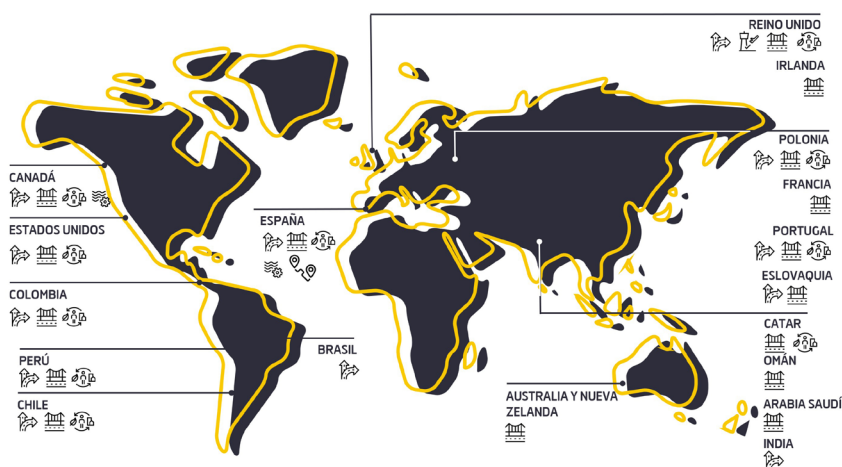 REINO UNIDO
IRLANDA
POLONIA
FRANCIA
PORTUGAL
ESLOVAQUIA
CATAR
OMÁN
ARABIA SAUDÍ
INDIA
CANADÁ
ESTADOS UNIDOS
COLOMBIA
PERÚ
CHILE
ESPAÑA
BRASIL
AUSTRALIA Y NUEVA
ZELANDA